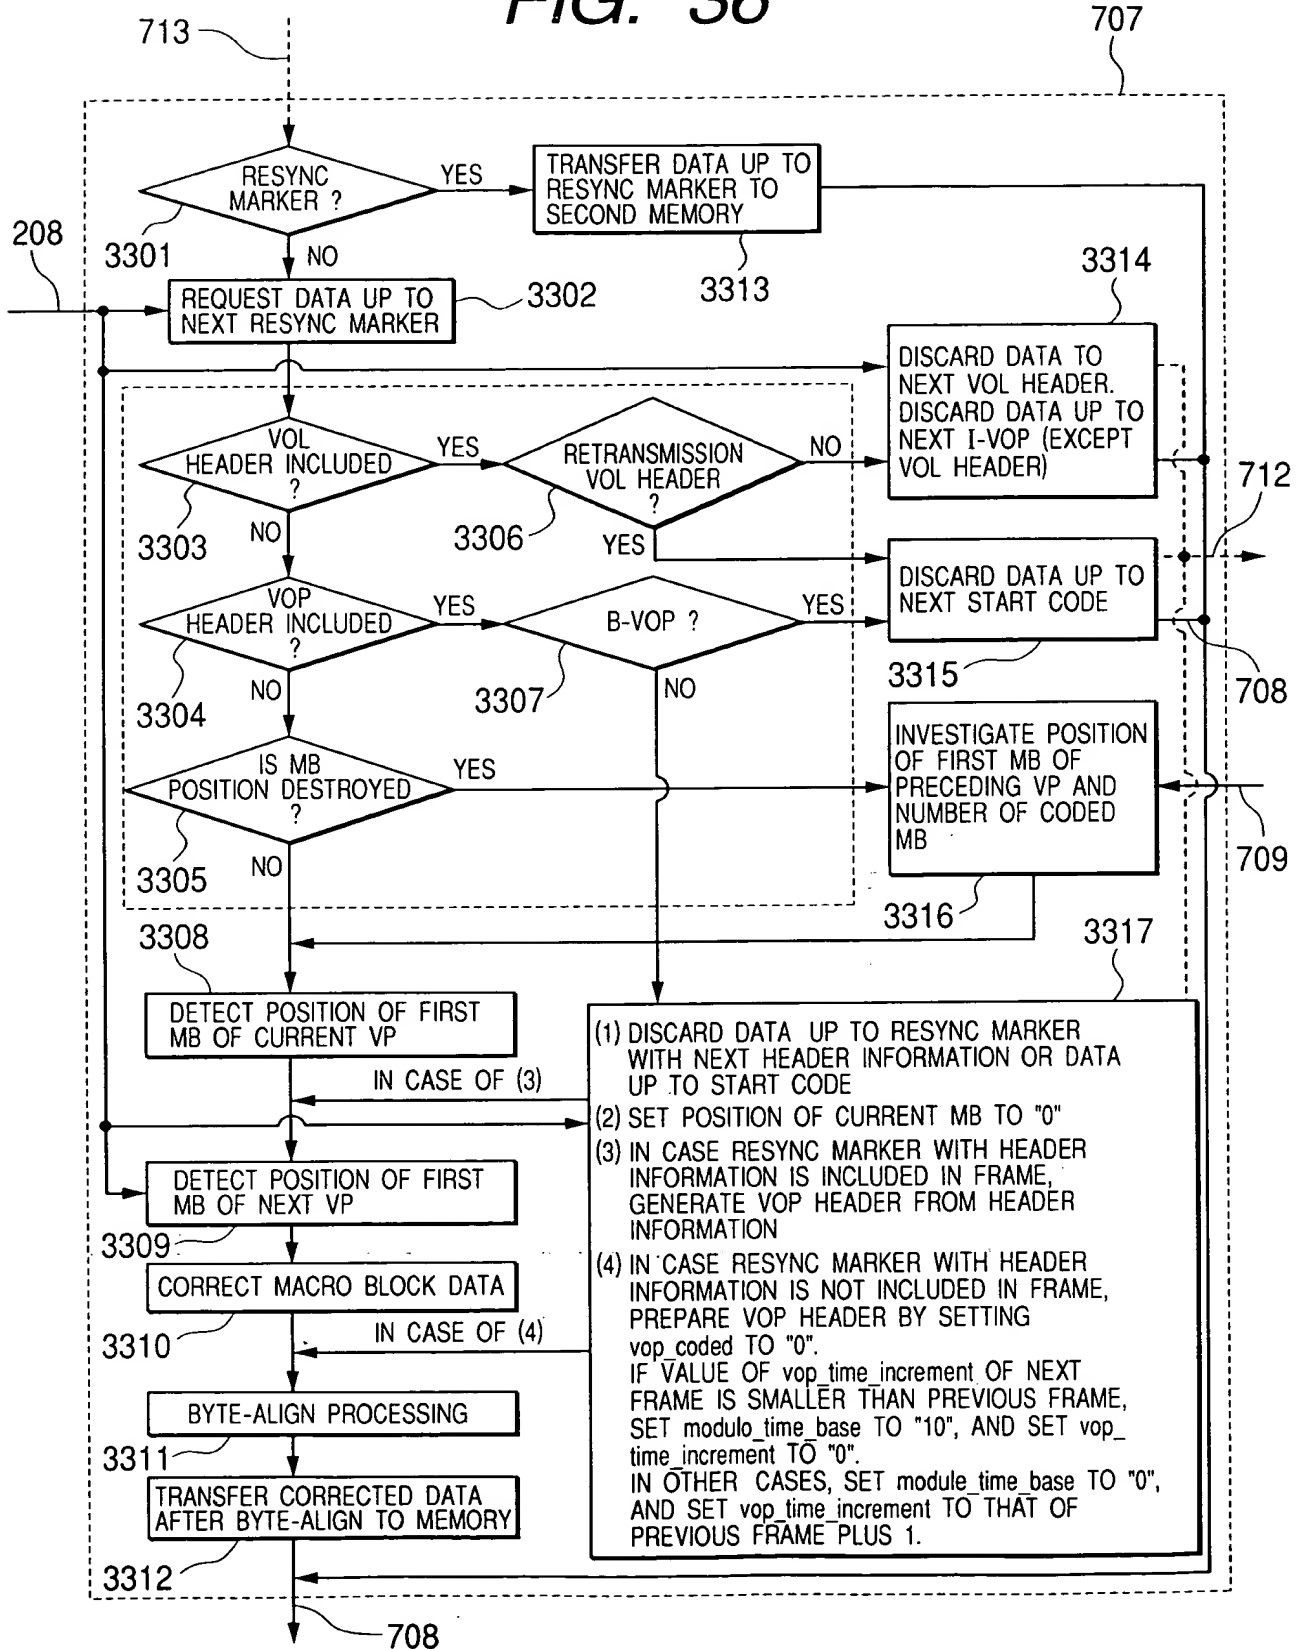 FIG. 36
713
707
RESYNC
MARKER ?
YES
TRANSFER DATA UP TO
RESYNC MARKER TO
SECOND MEMORY
208
3301
NO
3313
3314
REQUEST DATA UP TO
NEXT RESYNC MARKER
3302
DISCARD DATA TO
NEXT VOL HEADER.
DISCARD DATA UP TO
NEXT I-VOP (EXCEPT
VOL HEADER)
VOL
HEADER INCLUDED
?
YES
RETRANSMISSION
VOL HEADER
?
NO
712
3303
NO
3306
YES
DISCARD DATA UP TO
NEXT START CODE
VOP
HEADER INCLUDED
?
YES
B-VOP ?
YES
3304
NO
3307
NO
3315
708
IS MB
POSITION DESTROYED
?
YES
INVESTIGATE POSITION
OF FIRST MB OF
PRECEDING VP AND
NUMBER OF CODED
MB
709
3305
NO
3316
3308
3317
DETECT POSITION OF FIRST
MB OF CURRENT VP
IN CASE OF (3)
(1) DISCARD DATA UP TO RESYNC MARKER
WITH NEXT HEADER INFORMATION OR DATA
UP TO START CODE
(2) SET POSITION OF CURRENT MB TO "0"
(3) IN CASE RESYNC MARKER WITH HEADER
INFORMATION IS INCLUDED IN FRAME,
GENERATE VOP HEADER FROM HEADER
INFORMATION
(4) IN CASE RESYNC MARKER WITH HEADER
INFORMATION IS NOT INCLUDED IN FRAME,
PREPARE VOP HEADER BY SETTING
vop_coded TO "0".
IF VALUE OF vop_time_increment OF NEXT
FRAME IS SMALLER THAN PREVIOUS FRAME,
SET modulo_time_base TO "10", AND SET vop_
time_increment TO "0".
IN OTHER CASES, SET module_time_base TO "0",
AND SET vop_time_increment TO THAT OF
PREVIOUS FRAME PLUS 1.
DETECT POSITION OF FIRST
MB OF NEXT VP
3309
CORRECT MACRO BLOCK DATA
3310
IN CASE OF (4)
BYTE-ALIGN PROCESSING
3311
TRANSFER CORRECTED DATA
AFTER BYTE-ALIGN TO MEMORY
3312
708